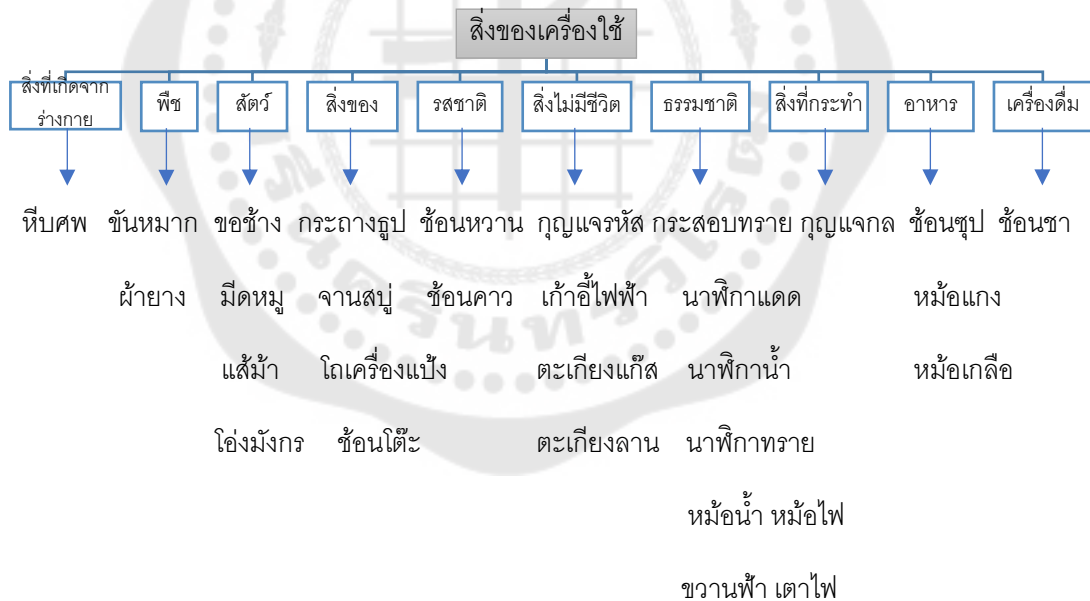 สิ่งของเครื่องใช้
สิ่งที่เกิดจาก
ร่างกาย
พืช
สัตว์
สิ่งของ
รสชาติ
สิ่งไม่มีชีวิต
ธรรมชาติ
สิ่งที่กระทำ
อาหาร
เครื่องดื่ม
หีบศพ ขันหมาก ขอช้าง กระถางธูป ช้อนหวาน กุญแจรหัส กระสอบทราย กุญแจกล ช้อนซุป ช้อนชา
ผ้ายาง มีดหมู จานสบู่ ช้อนคาว เก้าอี้ไฟฟ้า นาฬิกาแดด หม้อแกง
แส้ม้า โถเครื่องแป้ง ตะเกียงแก๊ส นาฬิกาน้ำ หม้อเกลือ
โอ่งมังกร ช้อนโต๊ะ ตะเกียงลาน นาฬิกาทราย
หม้อน้ำ หม้อไฟ
ขวานฟ้า เตาไฟ